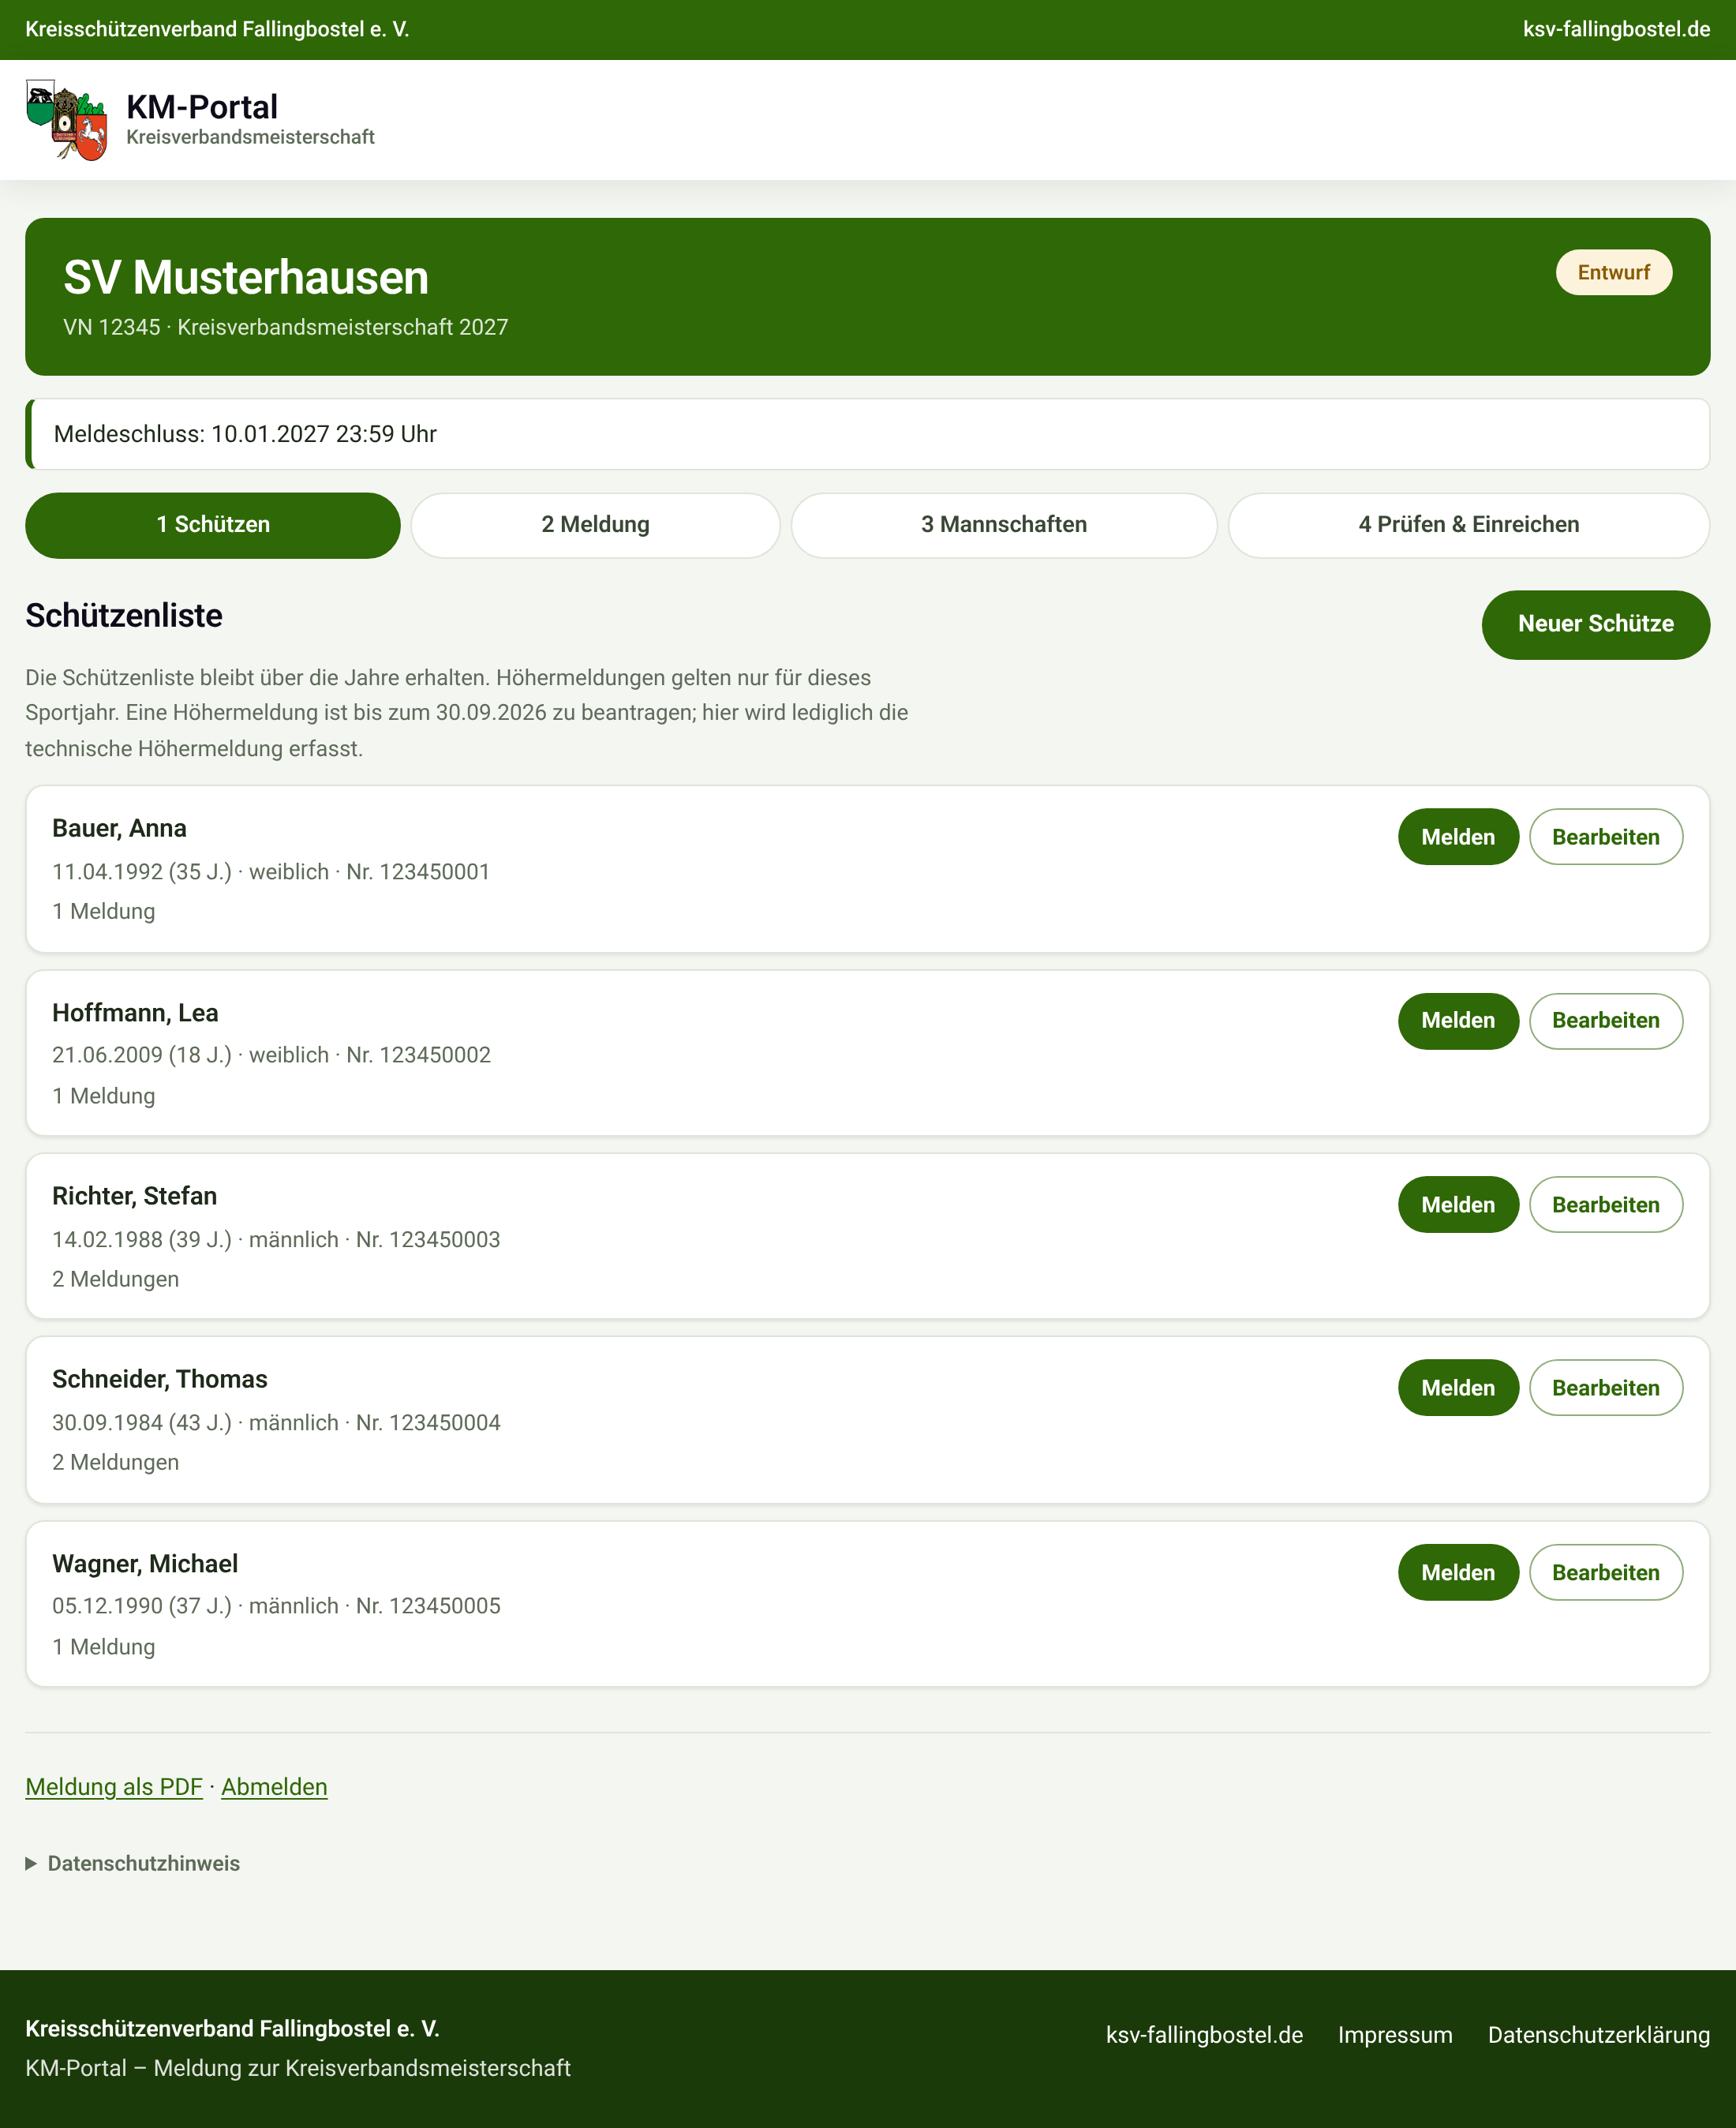 Kreisschützenverband Fallingbostel e. V.
ksv-fallingbostel.de
KM-Portal
Kreisverbandsmeisterschaft
SV Musterhausen
Entwurf
VN 12345 · Kreisverbandsmeisterschaft 2027
Meldeschluss: 10.01.2027 23:59 Uhr
1 Schützen
2 Meldung
3 Mannschaften
4 Prüfen & Einreichen
Schützenliste
Neuer Schütze
Die Schützenliste bleibt über die Jahre erhalten. Höhermeldungen gelten nur für dieses
Sportjahr. Eine Höhermeldung ist bis zum 30.09.2026 zu beantragen; hier wird lediglich die
technische Höhermeldung erfasst.
Bauer, Anna
Melden
Bearbeiten
11.04.1992 (35 J.) · weiblich · Nr. 123450001
1 Meldung
Hoffmann, Lea
Melden
Bearbeiten
21.06.2009 (18 J.) · weiblich · Nr. 123450002
1 Meldung
Richter, Stefan
Melden
Bearbeiten
14.02.1988 (39 J.) · männlich · Nr. 123450003
2 Meldungen
Schneider, Thomas
Melden
Bearbeiten
30.09.1984 (43 J.) · männlich · Nr. 123450004
2 Meldungen
Wagner, Michael
Melden
Bearbeiten
05.12.1990 (37 J.) · männlich · Nr. 123450005
1 Meldung
Meldung als PDF · Abmelden
Datenschutzhinweis
Kreisschützenverband Fallingbostel e. V.
KM-Portal – Meldung zur Kreisverbandsmeisterschaft
ksv-fallingbostel.de
Impressum
Datenschutzerklärung